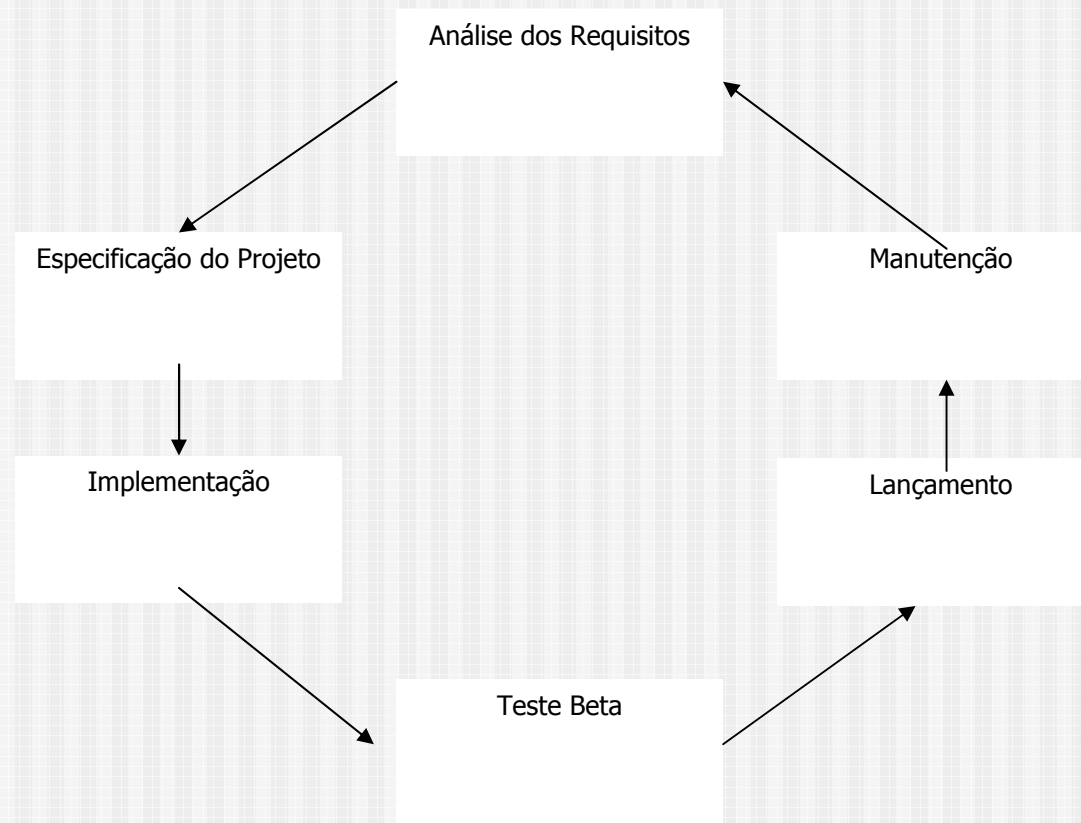 Análise dos Requisitos
Especificação do Projeto
Manutenção
Implementação
Lançamento
Teste Beta